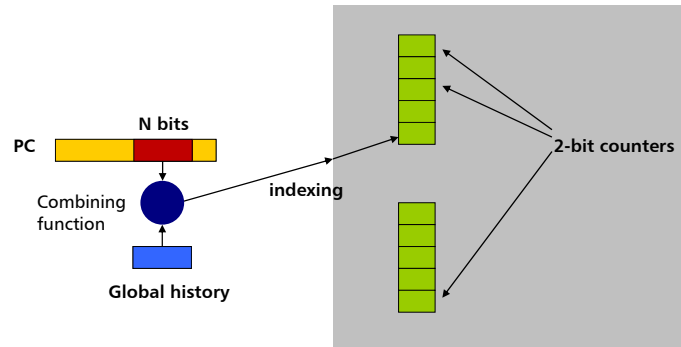 N bits
PC
Combining
function
indexing
Global history
2-bit counters